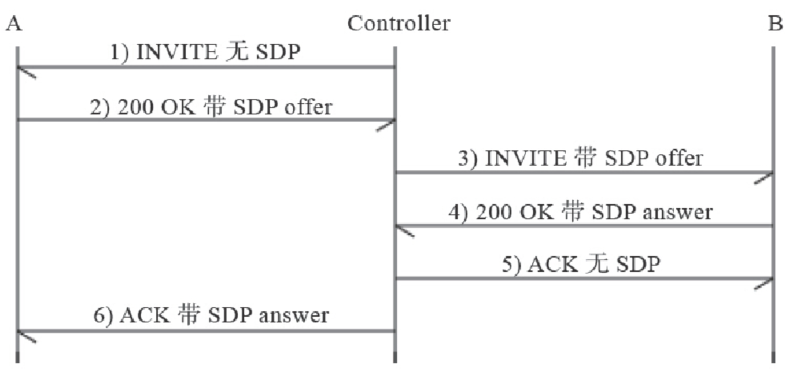 A Controller B
1) INVITE 无 SDP
2) 200 OK 带 SDP offer
3) INVITE 带 SDP offer
4) 200 OK 带 SDP answer
5) ACK 无 SDP
6) ACK 带 SDP answer